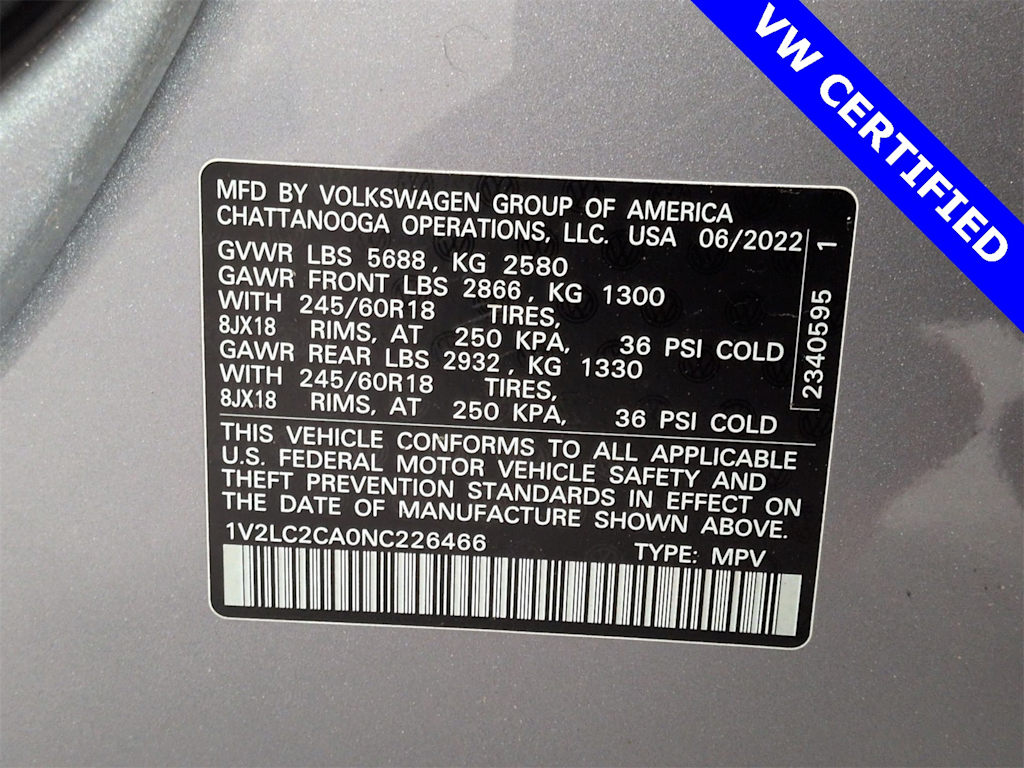 VW CERTIFIED
MFD BY VOLKSWAGEN GROUP OF AMERICA
CHATTANOOGA OPERATIONS, LLC. USA 06/2022
GVWR LBS 5688, KG 2580
GAWR FRONT LBS 2866, KG 1300
WITH 245/60R18 TIRES,
8JX18 RIMS, AT 250 KPA, 36 PSI COLD
GAWR REAR LBS 2932, KG 1330
WITH 245/60R18 TIRES,
8JX18 RIMS, AT 250 KPA, 36 PSI COLD
2340595 1
THIS VEHICLE CONFORMS TO ALL APPLICABLE
U.S. FEDERAL MOTOR VEHICLE SAFETY AND
THEFT PREVENTION STANDARDS IN EFFECT ON
THE DATE OF MANUFACTURE SHOWN ABOVE.
1V2LC2CA0NC226466 TYPE: MPV